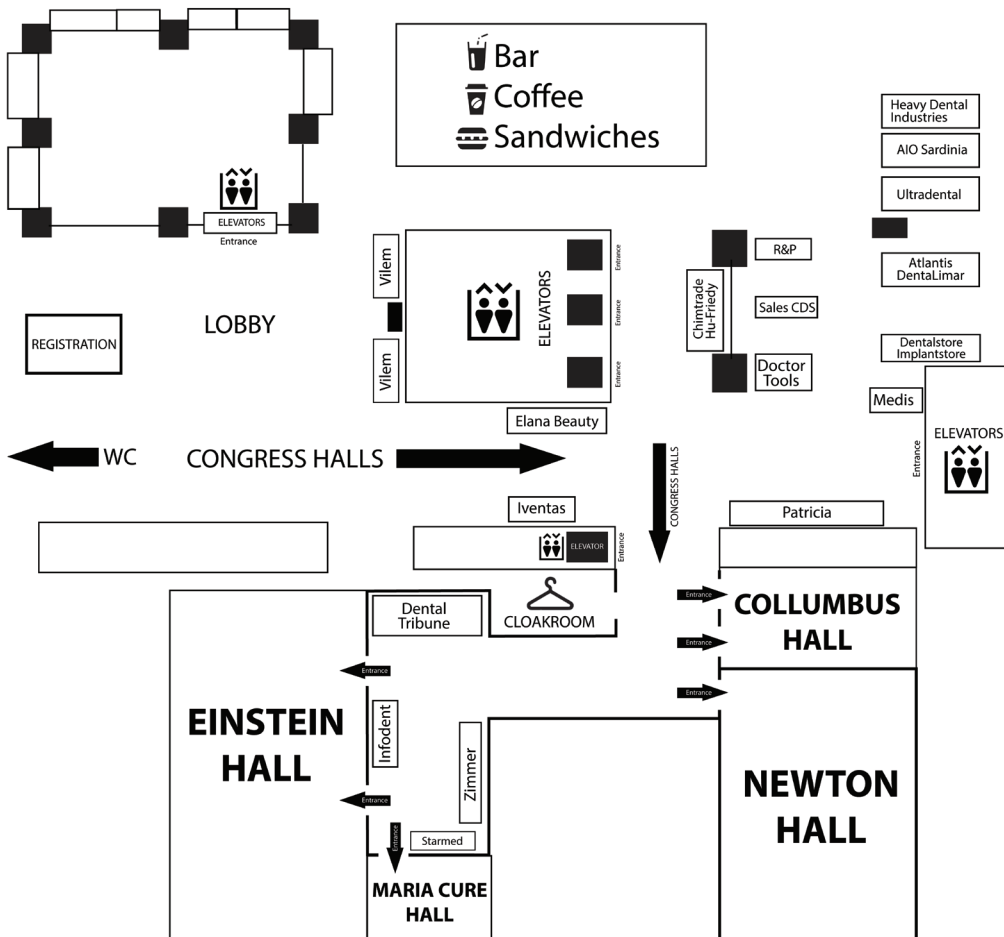 Bar
Coffee
Sandwiches
Heavy Dental
Industries
AIO Sardinia
Ultradental
ELEVATORS
Entrance
Vilem
Vilem
ELEVATORS
Entrance
Entrance
Entrance
Chimtrade
Hu-Friedy
R&P
Sales CDS
Doctor
Tools
Atlantis
DentaLimar
Dentalstore
Implantstore
Medis
LOBBY
REGISTRATION
Elana Beauty
ELEVATORS
Entrance
WC
CONGRESS HALLS
CONGRESS HALLS
Iventas
ELEVATOR
Entrance
Patricia
CLOAKROOM
Dental
Tribune
Entrance
COLLUMBUS
HALL
Entrance
Entrance
Entrance
EINSTEIN
HALL
Infodent
Zimmer
Entrance
Entrance
Starmed
MARIA CURE
HALL
NEWTON
HALL